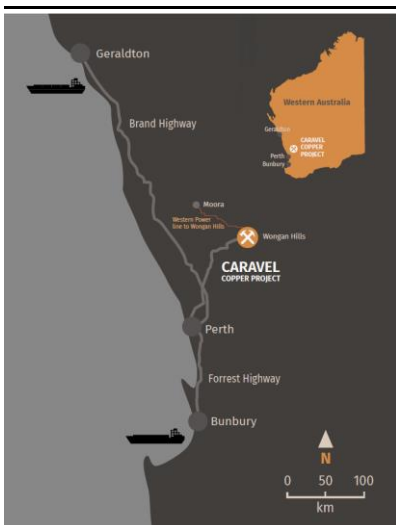 Geraldton
Brand Highway
Western Australia
Geraldton
CARAVEL
COPPER
PROJECT
Perth
Bunbury
Moora
Western Power
line to Wongan Hills
Wongan Hills
CARAVEL
COPPER PROJECT
Perth
Forrest Highway
Bunbury
N
0 50 100
km